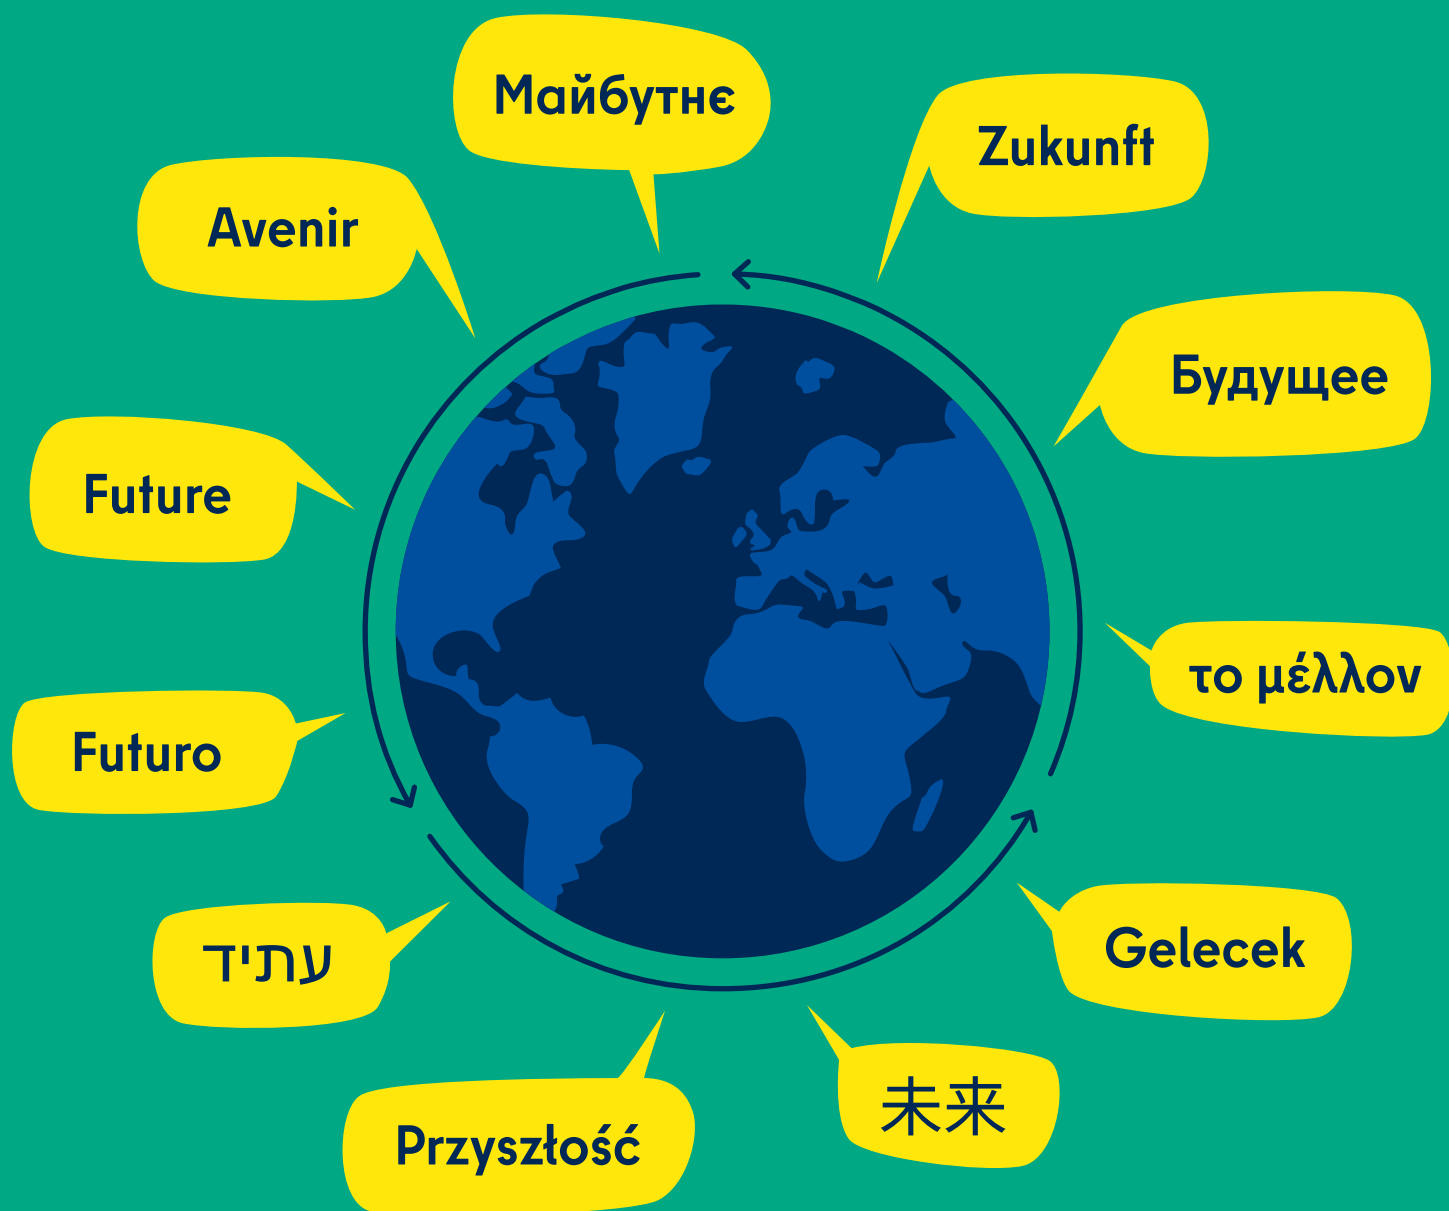 Майбутнє
Zukunft
Avenir
Будущее
Future
το μέλλον
Futuro
עתיד
Gelecek
未来
Przyszłość